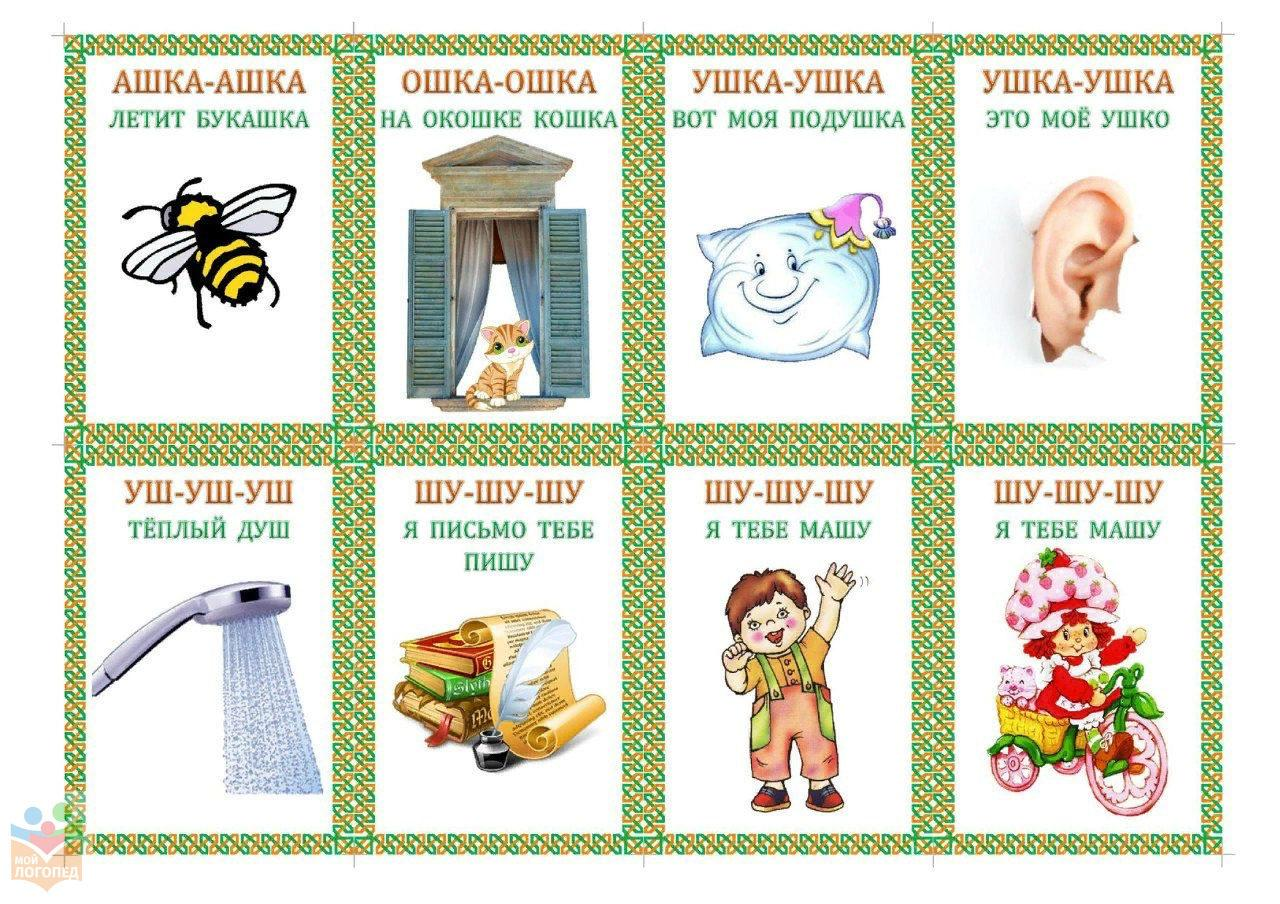 АШКА-АШКА
ЛЕТИТ БУКАШКА
ОШКА-ОШКА
НА ОКОШКЕ КОШКА
УШКА-УШКА
ВОТ МОЯ ПОДУШКА
УШКА-УШКА
ЭТО МОЁ УШКО
УШ-УШ-УШ
ТЁПЛЫЙ ДУШ
ШУ-ШУ-ШУ
Я ПИСЬМО ТЕБЕ
ПИШУ
ШУ-ШУ-ШУ
Я ТЕБЕ МАШУ
ШУ-ШУ-ШУ
Я ТЕБЕ МАШУ
МОЙ
ЛОГОПЕД